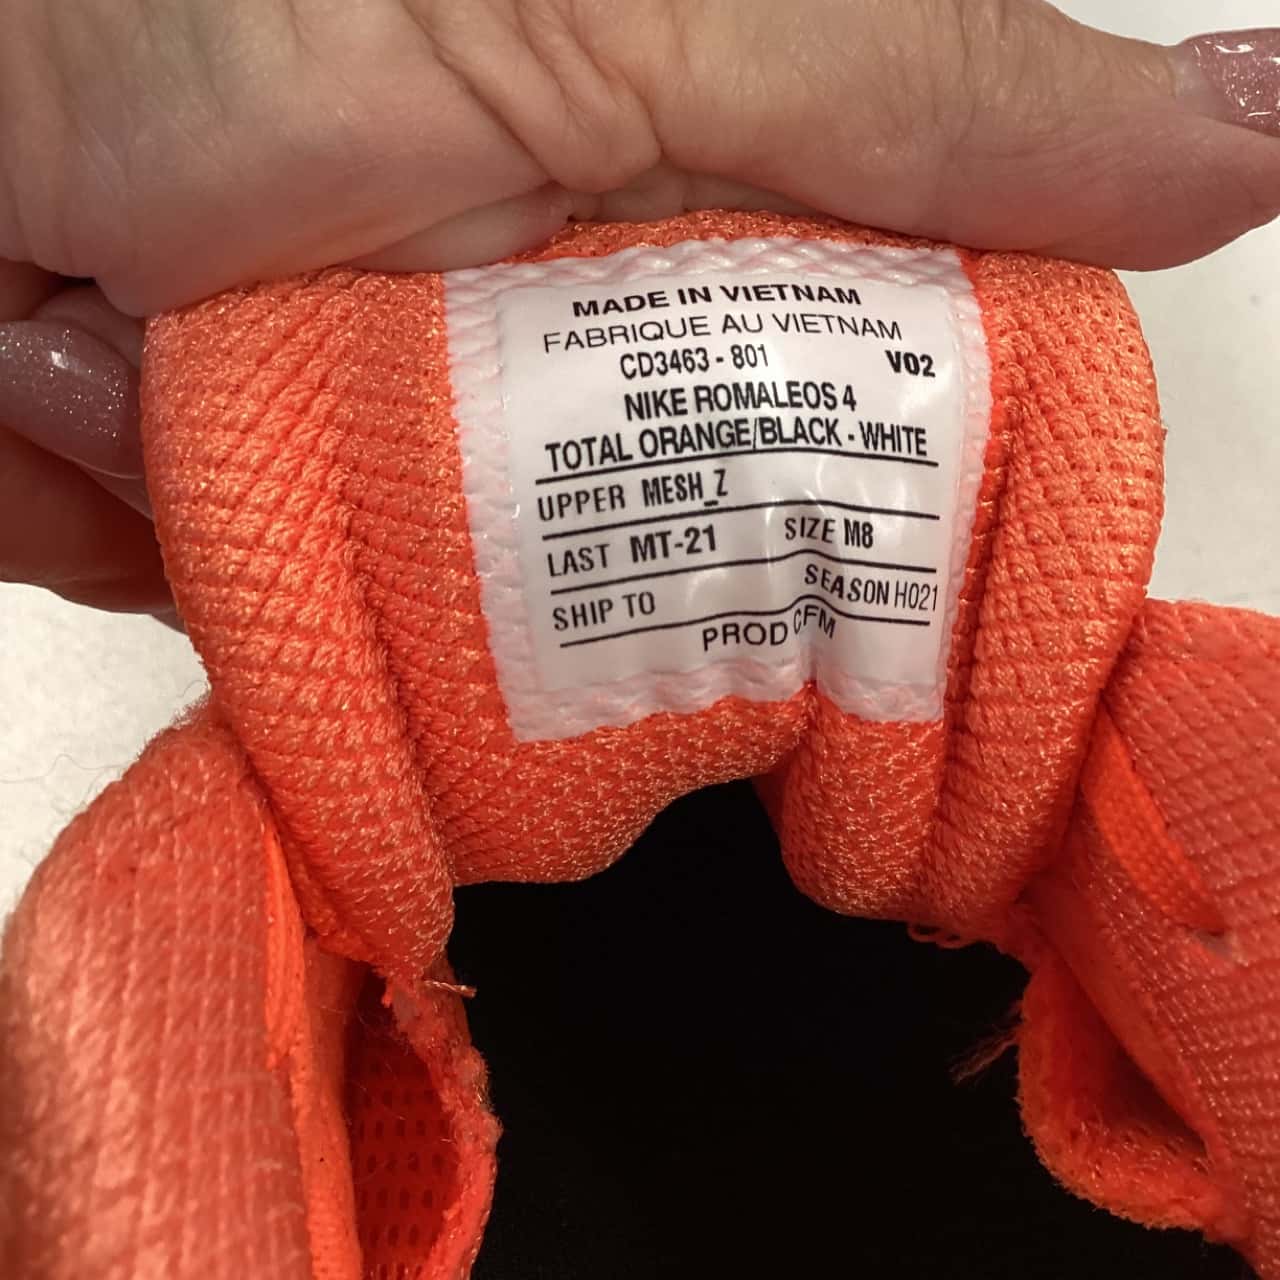 MADE IN VIETNAM
FABRIQUE AU VIETNAM
CD3463 - 801 V02
NIKE ROMALEOS 4
TOTAL ORANGE/BLACK - WHITE
UPPER MESH_Z
LAST MT-21 SIZE M8
SHIP TO SEASON HO21
PROD CFM